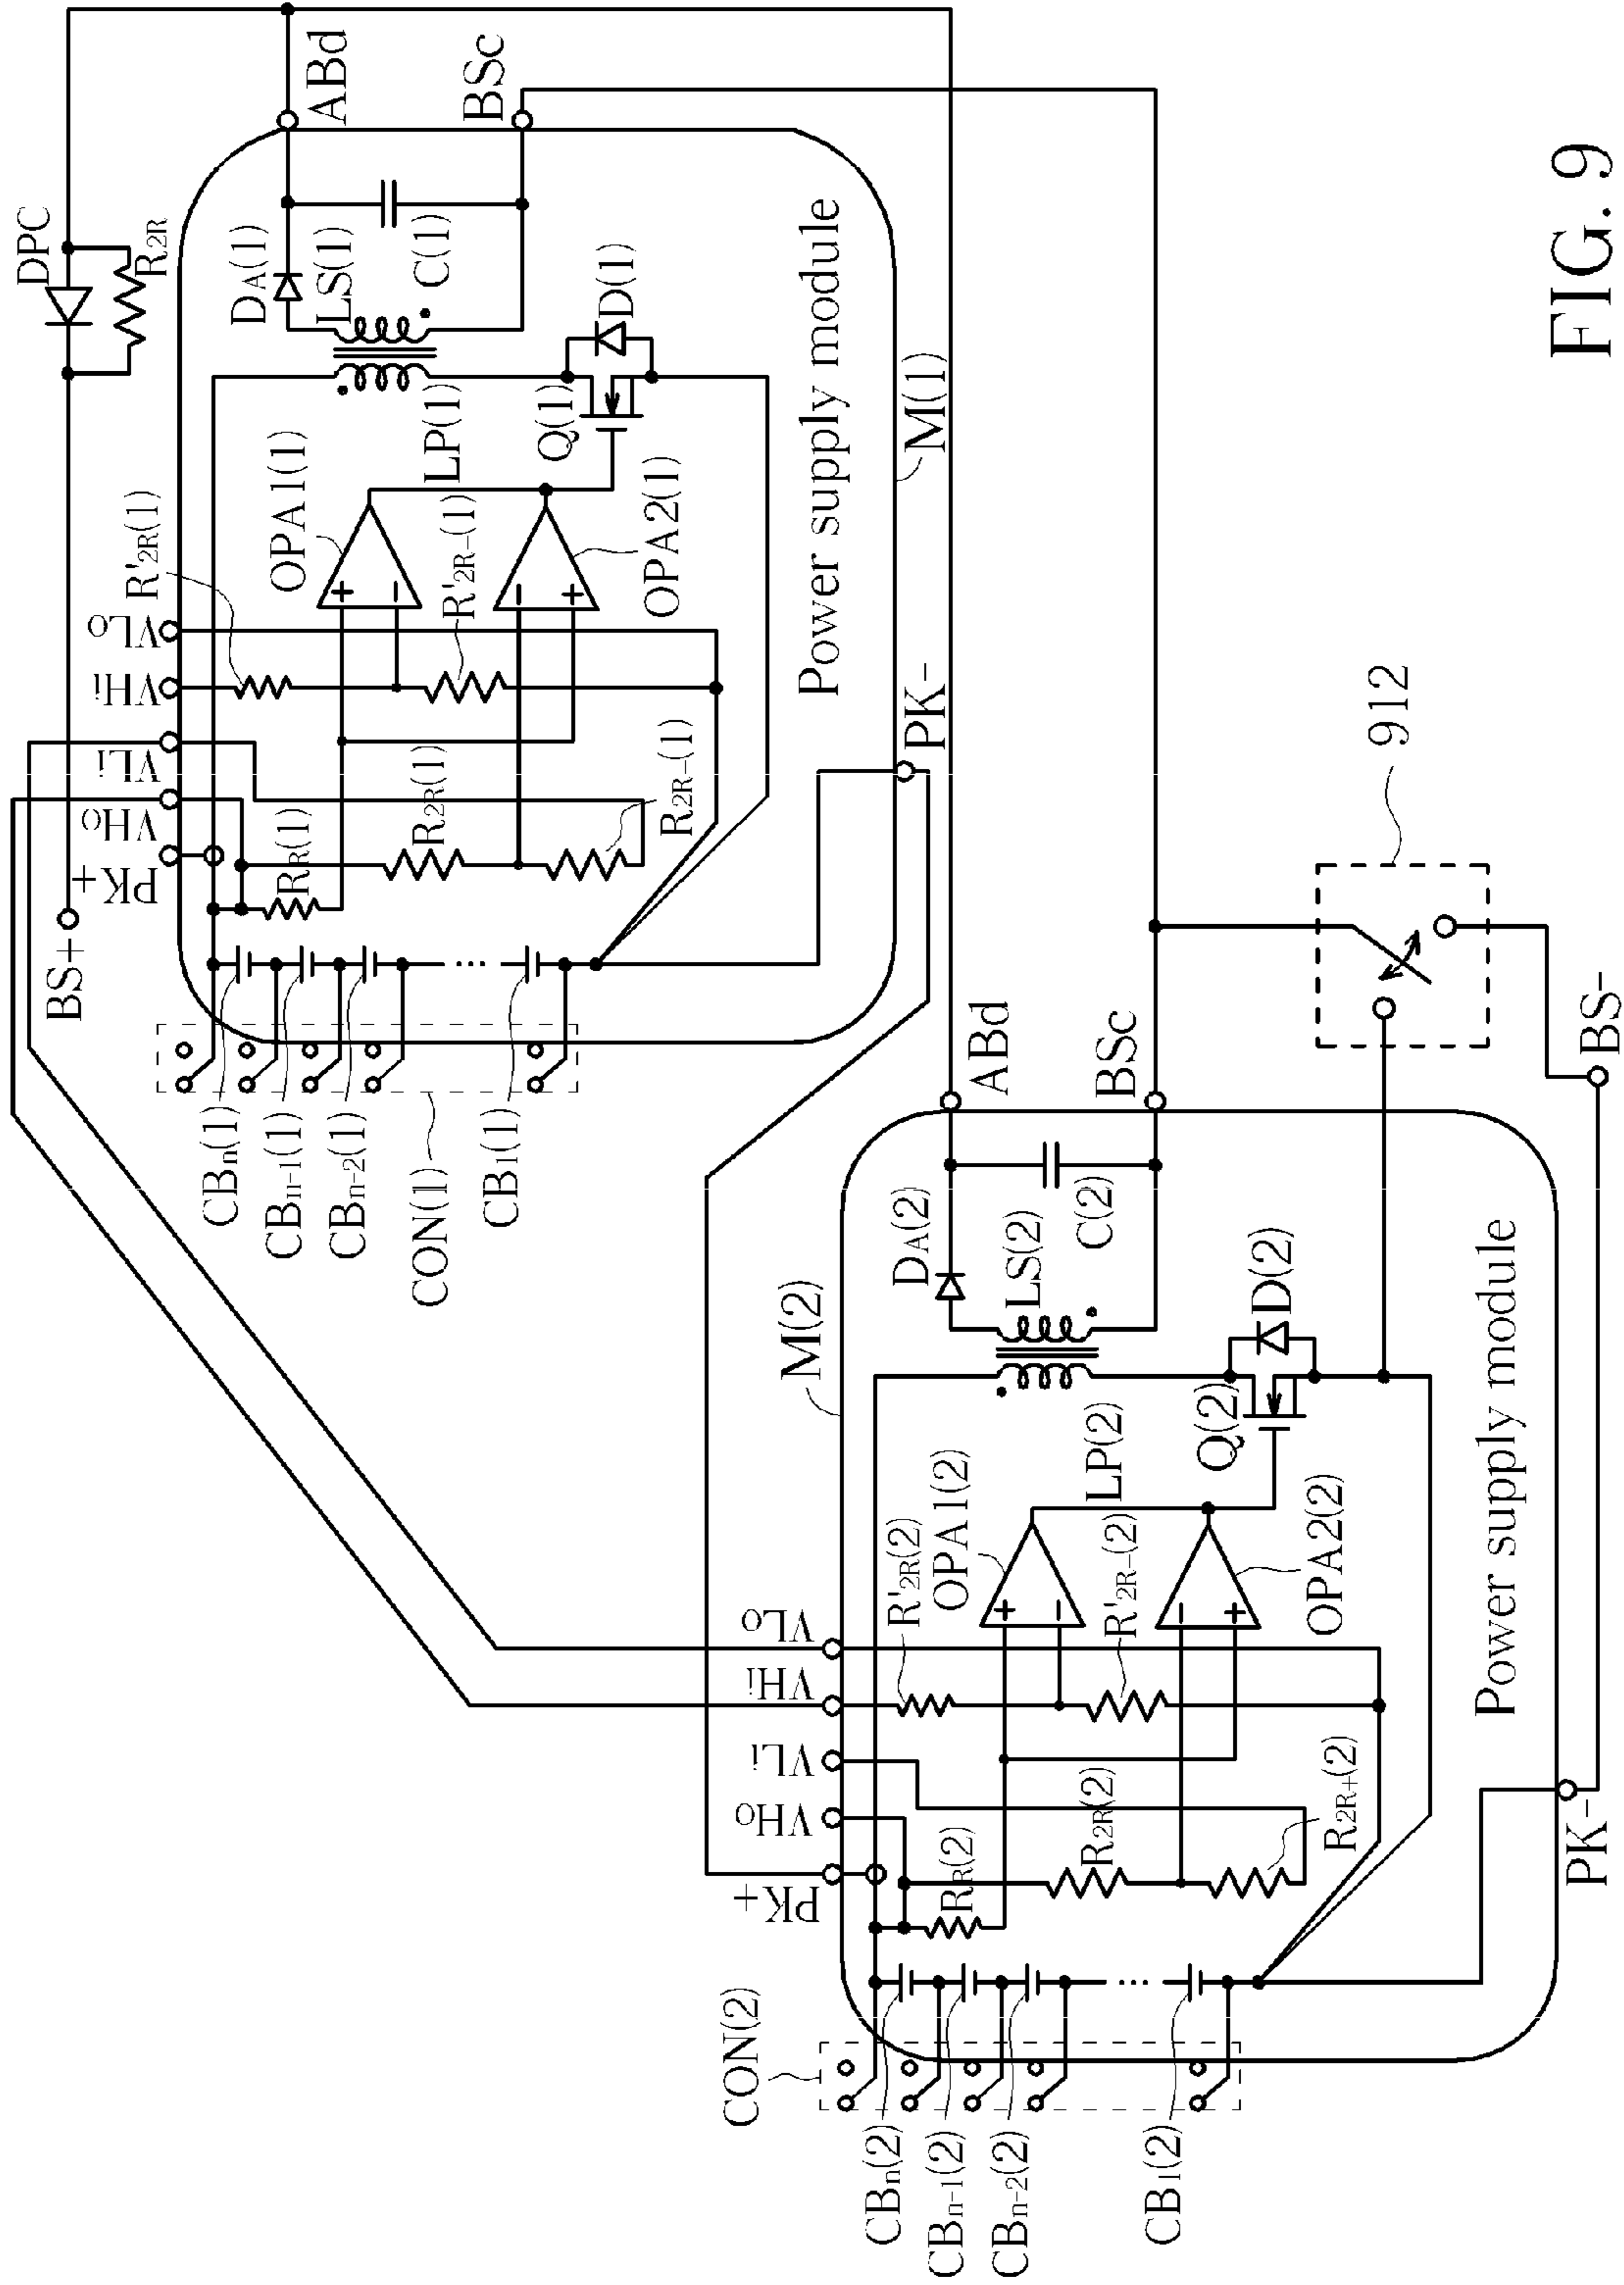 BS+
DPC
R2R
PK+
VHo
VLi
VHi
VLo
R'2R(1)
OPA1(1)
DA(1)
LS(1)
C(1)
ABd
BSc
RR(1)
R2R(1)
R2R-(1)
R'2R-(1)
OPA2(1)
LP(1)
Q(1)
D(1)
CBn(1)
CBn-1(1)
CBn-2(1)
CB1(1)
CON(1)
Power supply module
M(1)
PK-
M(2)
PK+
VHo
VLi
VHi
VLo
R'2R(2)
OPA1(2)
DA(2)
LS(2)
C(2)
ABd
BSc
RR(2)
R2R(2)
R2R+(2)
R'2R-(2)
OPA2(2)
LP(2)
Q(2)
D(2)
CON(2)
CBn(2)
CBn-1(2)
CBn-2(2)
CB1(2)
Power supply module
PK-
912
BS-
FIG. 9